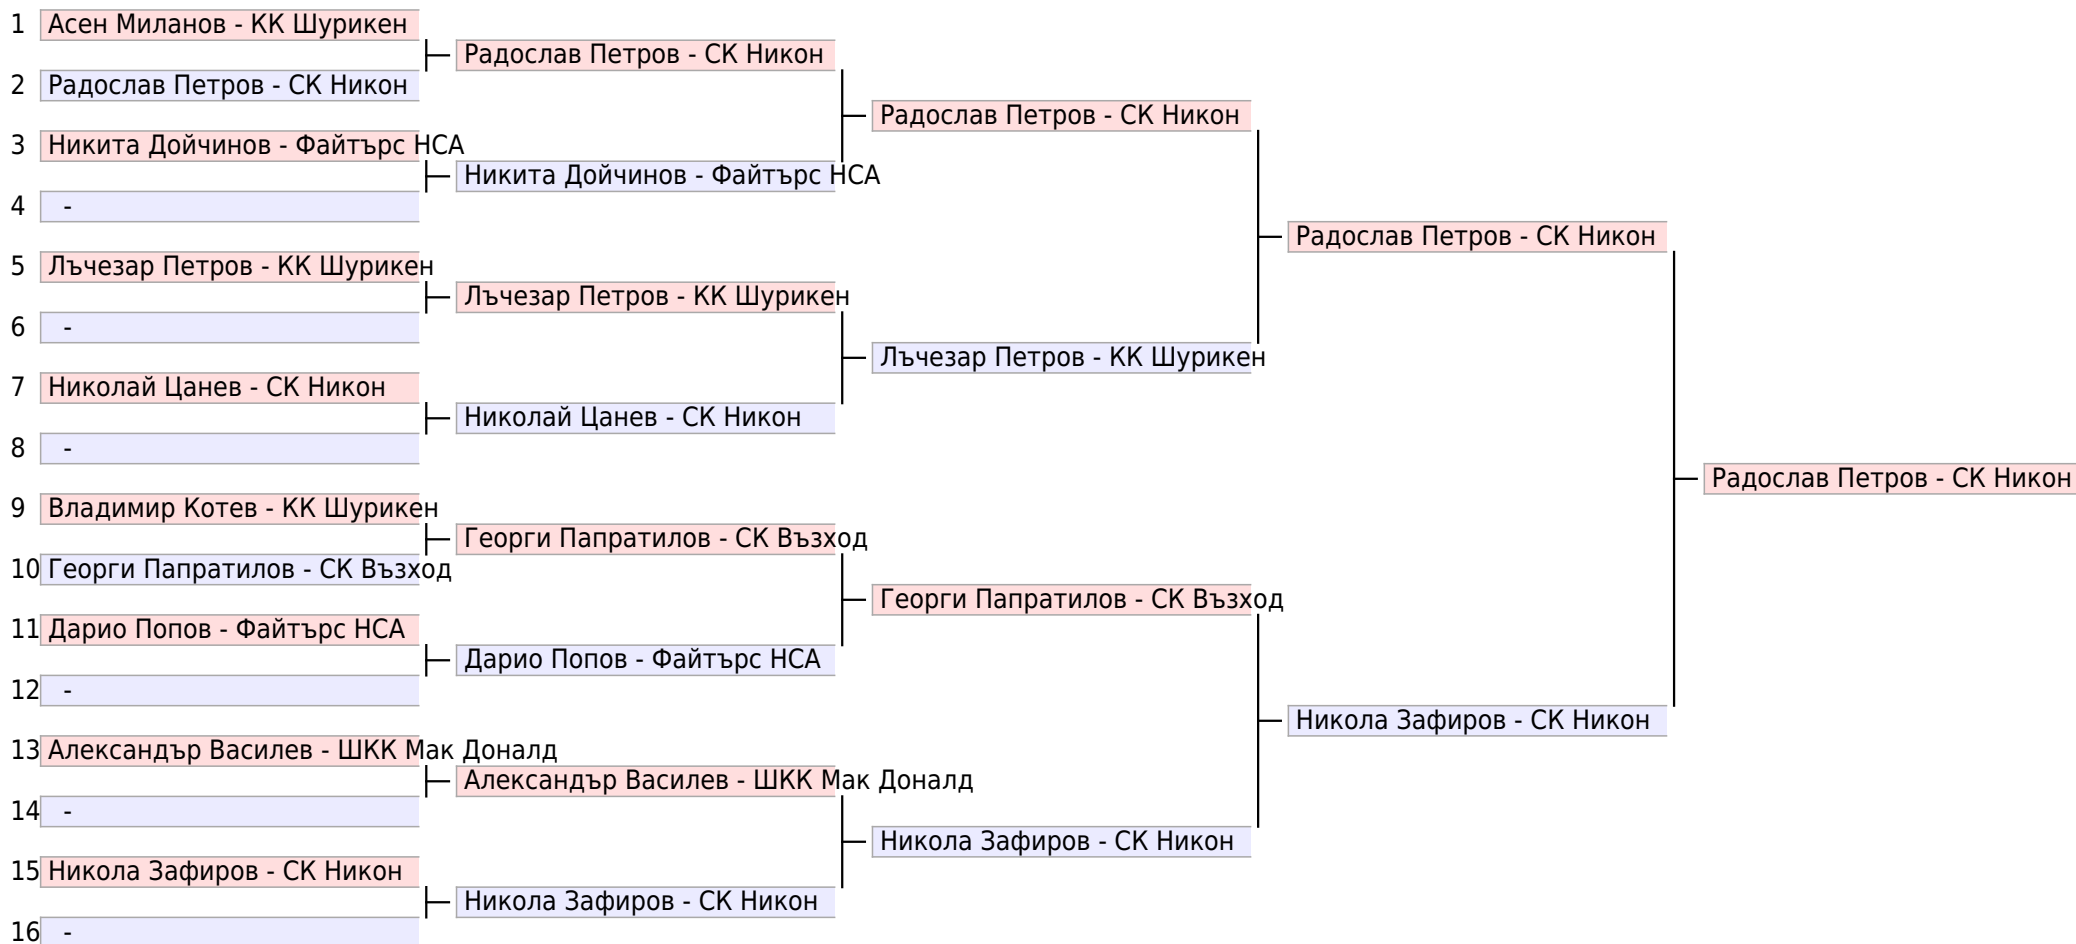 1 Асен Миланов - КК Шурикен
Радослав Петров - СК Никон
2 Радослав Петров - СК Никон
Радослав Петров - СК Никон
3 Никита Дойчинов - Файтърс НСА
Никита Дойчинов - Файтърс НСА
4 -
Радослав Петров - СК Никон
5 Лъчезар Петров - КК Шурикен
Лъчезар Петров - КК Шурикен
6 -
Лъчезар Петров - КК Шурикен
7 Николай Цанев - СК Никон
Николай Цанев - СК Никон
8 -
Радослав Петров - СК Никон
9 Владимир Котев - КК Шурикен
Георги Папратилов - СК Възход
10 Георги Папратилов - СК Възход
Георги Папратилов - СК Възход
11 Дарио Попов - Файтърс НСА
Дарио Попов - Файтърс НСА
12 -
Никола Зафиров - СК Никон
13 Александър Василев - ШКК Мак Доналд
Александър Василев - ШКК Мак Доналд
14 -
Никола Зафиров - СК Никон
15 Никола Зафиров - СК Никон
Никола Зафиров - СК Никон
16 -